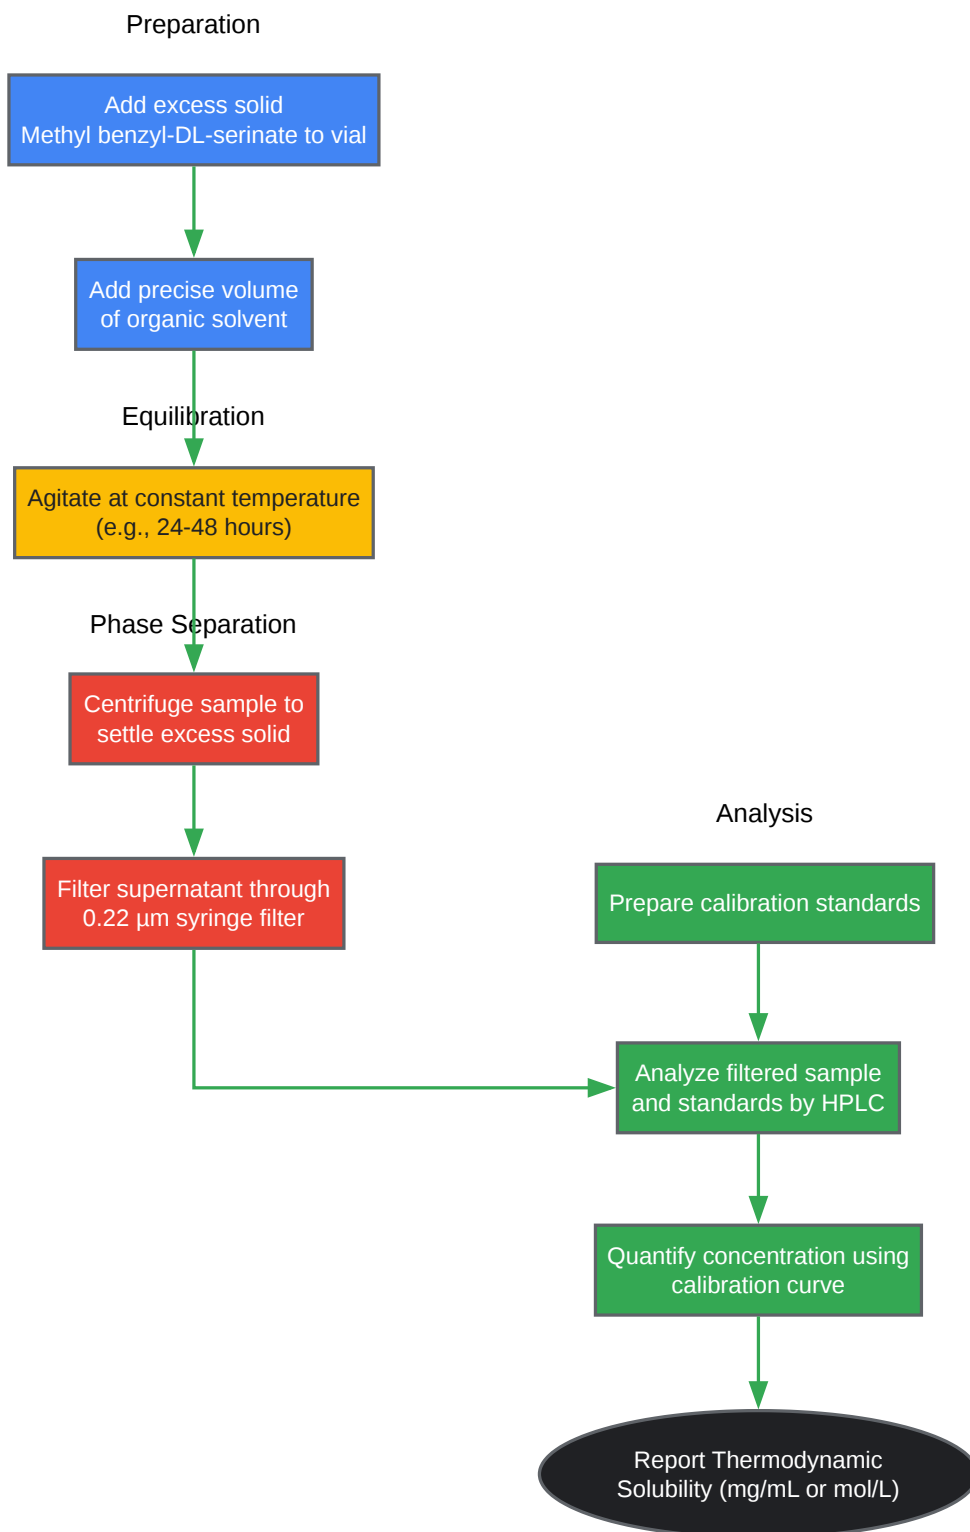 Preparation
Add excess solid
Methyl benzyl-DL-serinate to vial
Add precise volume
of organic solvent
Equilibration
Agitate at constant temperature
(e.g., 24-48 hours)
Phase Separation
Centrifuge sample to
settle excess solid
Filter supernatant through
0.22 µm syringe filter
Analysis
Prepare calibration standards
Analyze filtered sample
and standards by HPLC
Quantify concentration using
calibration curve
Report Thermodynamic
Solubility (mg/mL or mol/L)